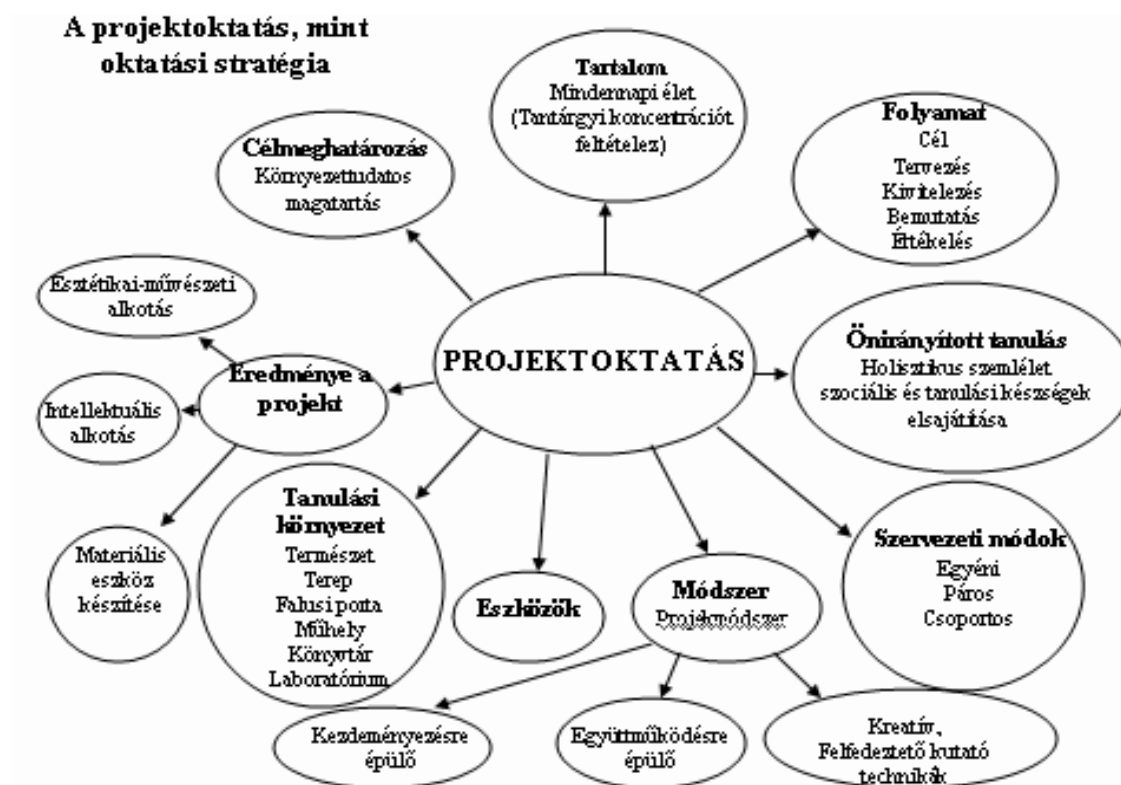 A projektoktatás, mint
oktatási stratégia
Tartalom
Mindennapi élet
(Tantárgyi koncentrációt
feltételez)
Folyamat
Cél
Tervezés
Kivitelezés
Bemutatás
Értékelés
Célmeghatározás
Környezettudatos
magatartás
Esztétikai-művészeti
alkotás
PROJEKTOKTATÁS
Önirányított tanulás
Holisztikus szemlélet
szociális és tanulási készségek
elsajátítása
Eredménye a
projekt
Intellektuális
alkotás
Materiális
eszköz
készítése
Tanulási
környezet
Természet
Terep
Falusi porta
Műhely
Könyvtár
Laboratórium
Eszközök
Módszer
Projekmódszer
Szervezeti módok
Egyéni
Páros
Csoportos
Kezdeményezésre
épülő
Együttműködésre
épülő
Kreatív,
Felfedeztető kutató
technikák